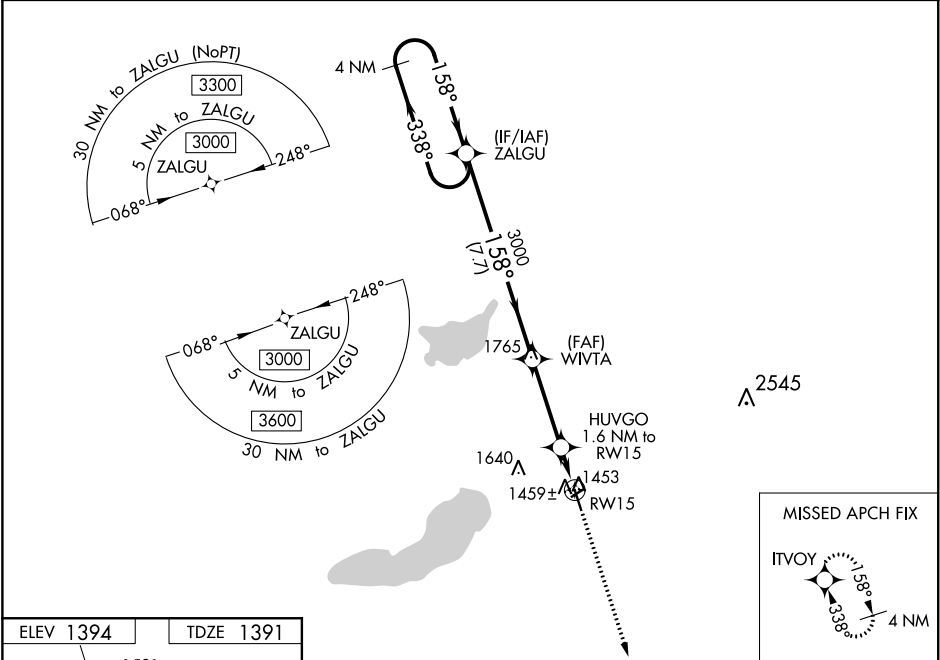 30 NM to ZALGU (NoPT)
3300
5 NM to ZALGU
3000
ZALGU
248°
068°
4 NM
158°
338°
(IF/IAF)
ZALGU
3000
158°
(7.7)
248°
068°
ZALGU
3000
5 NM to ZALGU
3600
30 NM to ZALGU
1765
(FAF)
WIVTA
2545
HUVGO
1.6 NM to
RW15
1640
1453
1459±
RW15
MISSED APCH FIX
ITVOY
158°
338°
4 NM
ELEV 1394
TDZE 1391